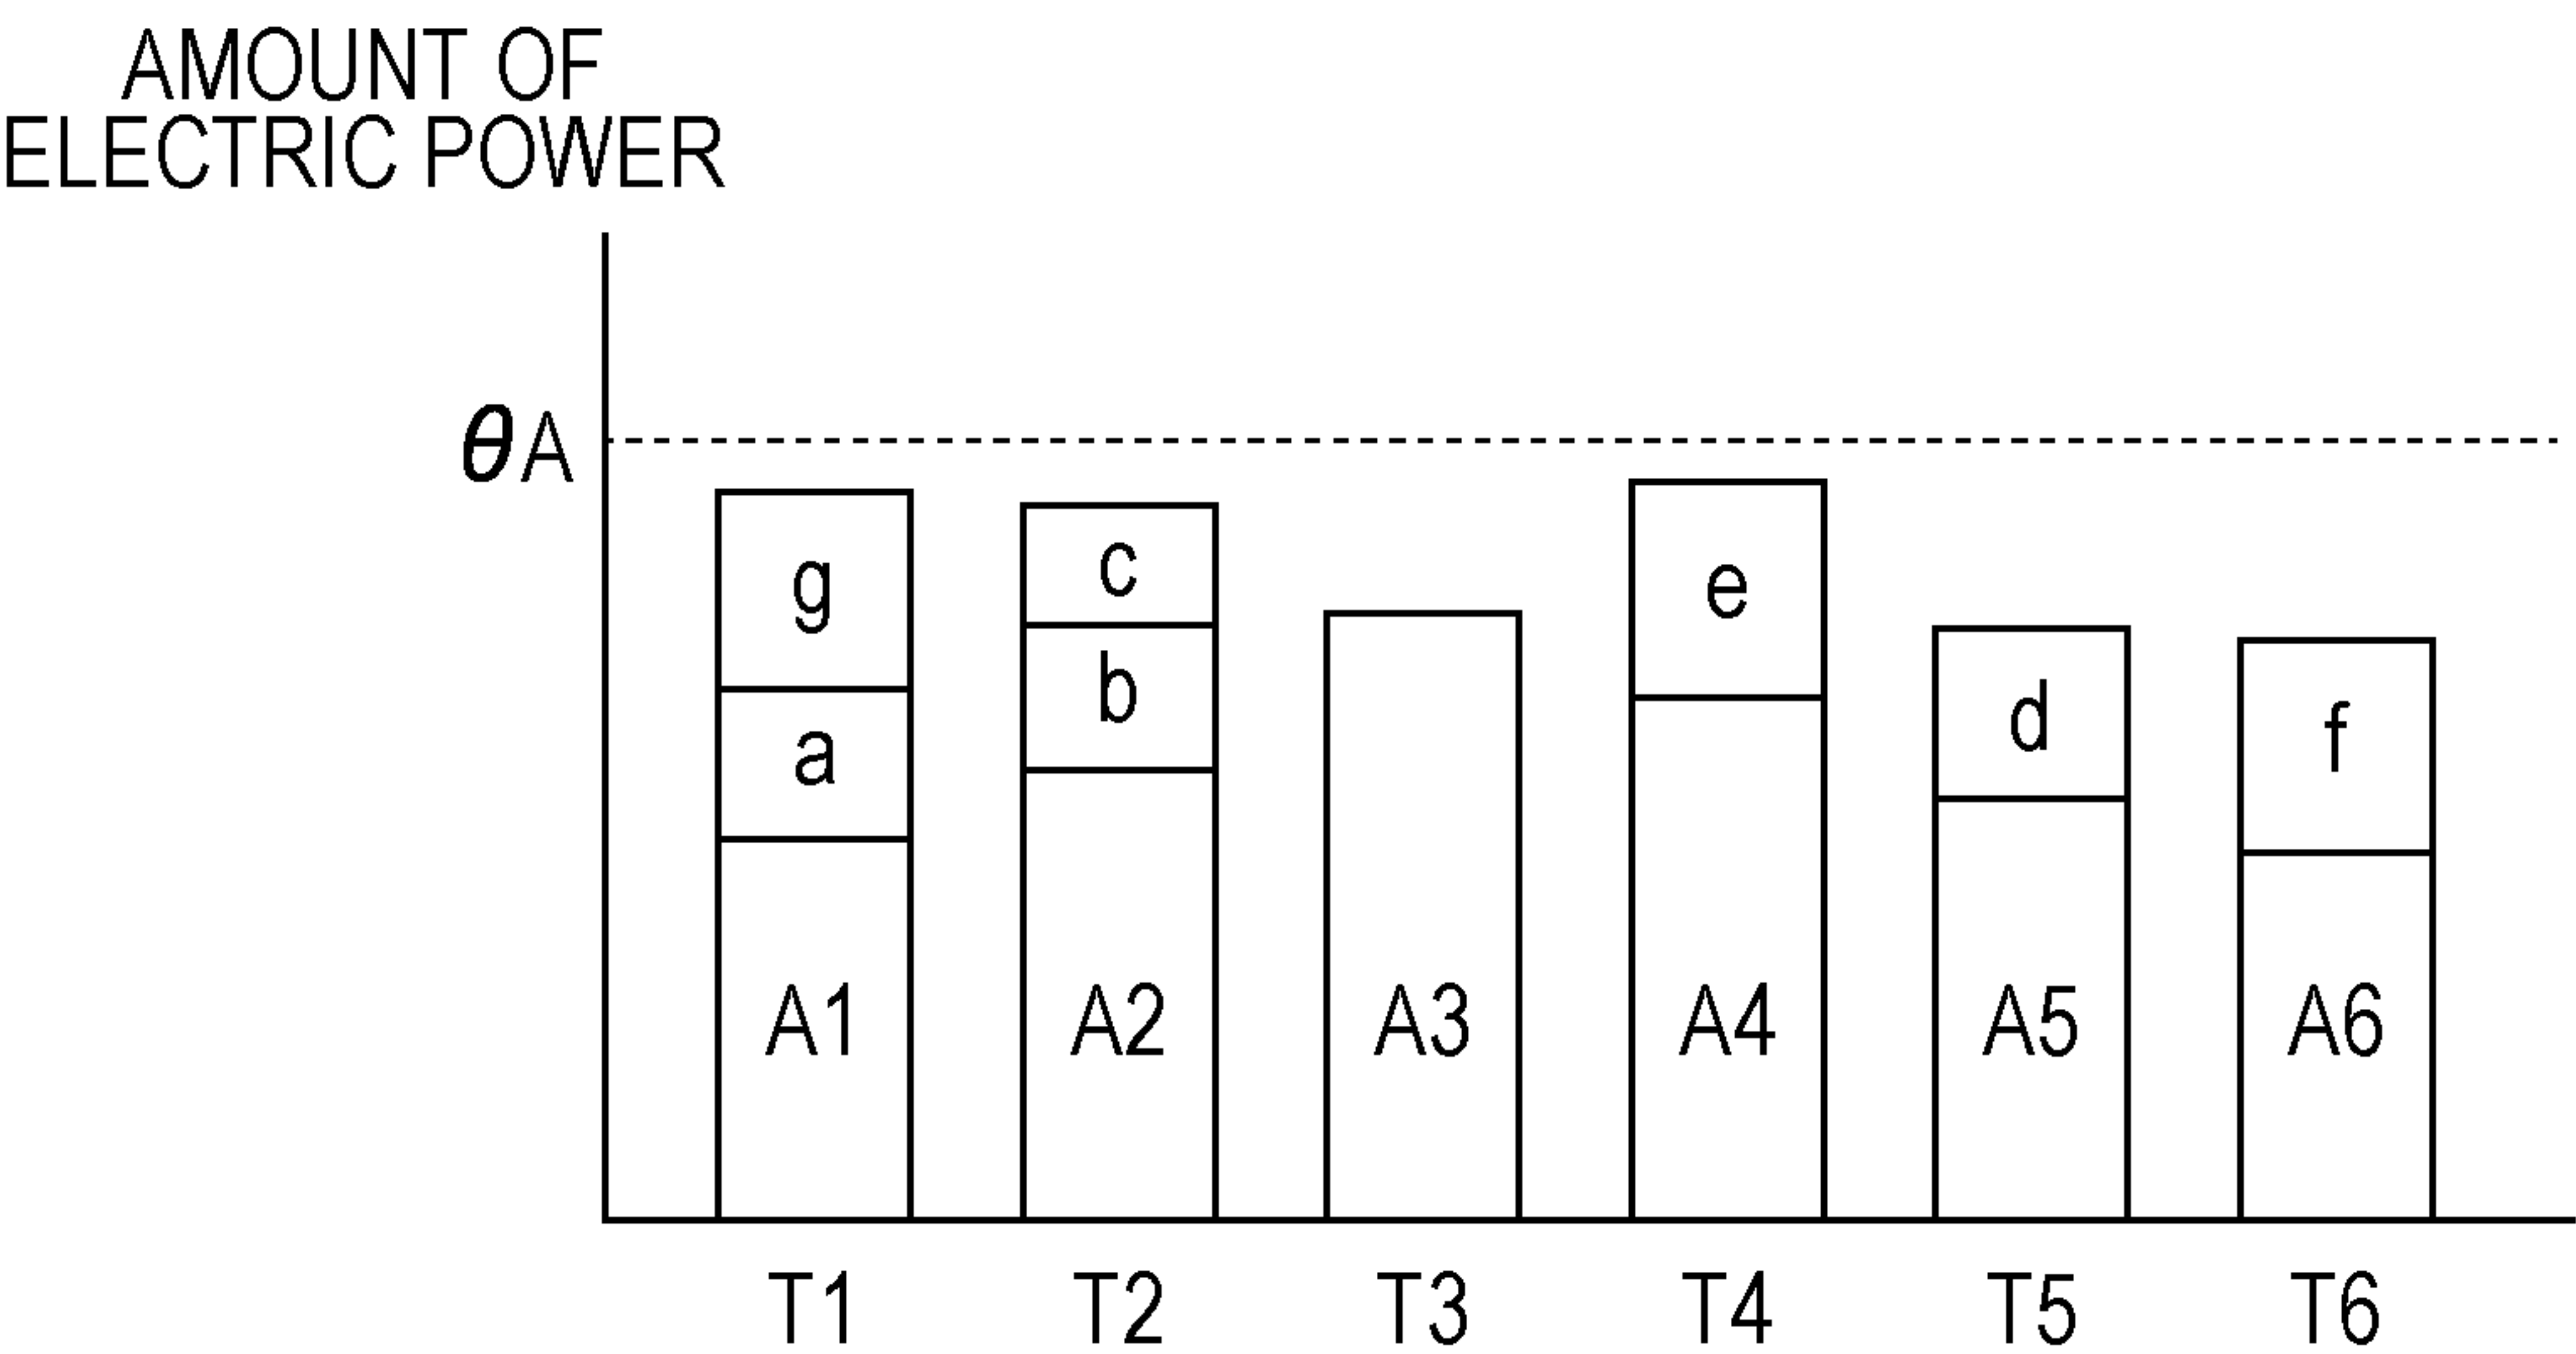 AMOUNT OF
ELECTRIC POWER
θA
g
c
e
b
d
f
a
A1 A2 A3 A4 A5 A6
T1 T2 T3 T4 T5 T6